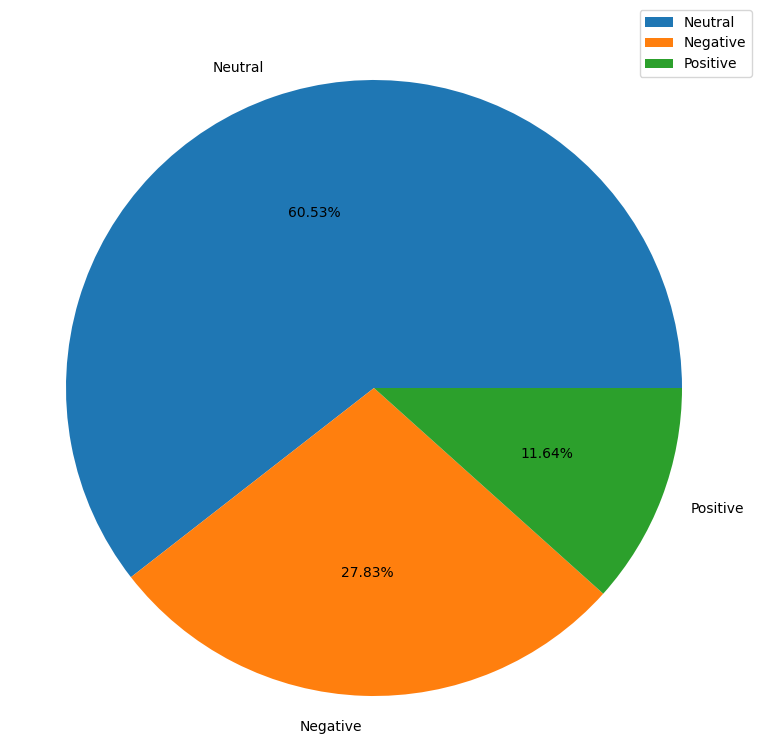 Neutral
Negative
Positive
Neutral
60.53%
11.64%
Positive
27.83%
Negative